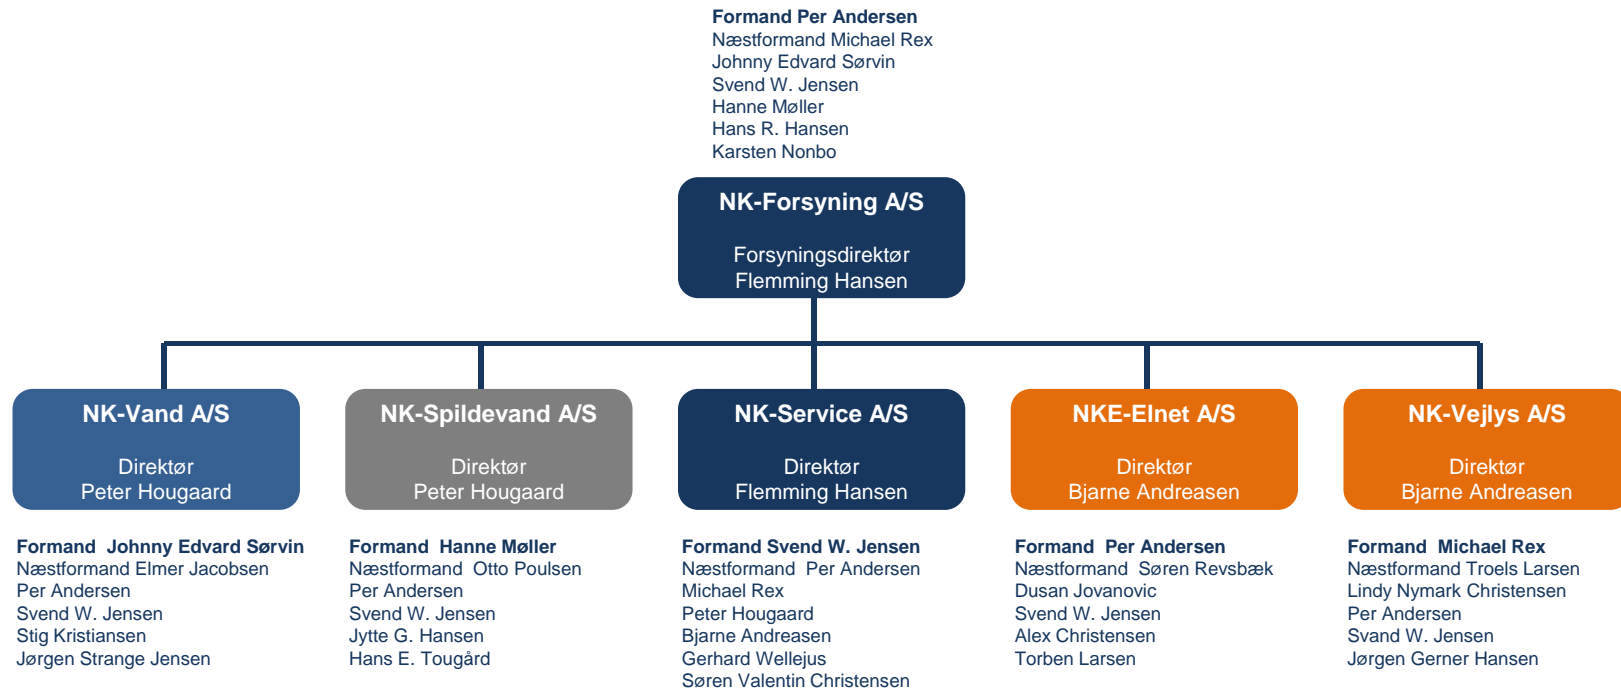 Formand Per Andersen
Næstformand Michael Rex
Johnny Edvard Sørvin
Svend W. Jensen
Hanne Møller
Hans R. Hansen
Karsten Nonbo
NK-Forsyning A/S
Forsyningsdirektør
Flemming Hansen
NK-Vand A/S
Direktør
Peter Hougaard
Formand Johnny Edvard Sørvin
Næstformand Elmer Jacobsen
Per Andersen
Svend W. Jensen
Stig Kristiansen
Jørgen Strange Jensen
NK-Spildevand A/S
Direktør
Peter Hougaard
Formand Hanne Møller
Næstformand Otto Poulsen
Per Andersen
Svend W. Jensen
Jytte G. Hansen
Hans E. Tougård
NK-Service A/S
Direktør
Flemming Hansen
Formand Svend W. Jensen
Næstformand Per Andersen
Michael Rex
Peter Hougaard
Bjarne Andreasen
Gerhard Wellejus
Søren Valentin Christensen
NKE-Elnet A/S
Direktør
Bjarne Andreasen
Formand Per Andersen
Næstformand Søren Revsbæk
Dusan Jovanovic
Svend W. Jensen
Alex Christensen
Torben Larsen
NK-Vejlys A/S
Direktør
Bjarne Andreasen
Formand Michael Rex
Næstformand Troels Larsen
Lindy Nymark Christensen
Per Andersen
Svand W. Jensen
Jørgen Gerner Hansen